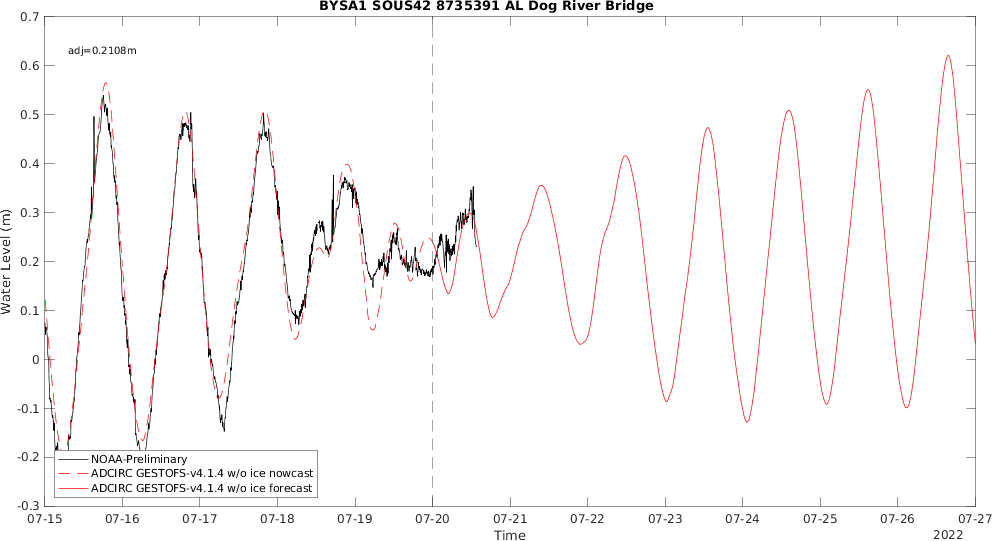 BYSA1 SOUS42 8735391 AL Dog River Bridge
adj=0.2108m
Water Level (m)
0.7
0.6
0.5
0.4
0.3
0.2
0.1
0
-0.1
-0.2
-0.3
NOAA-Preliminary
ADCIRC GESTOFS-v4.1.4 w/o ice nowcast
ADCIRC GESTOFS-v4.1.4 w/o ice forecast
07-15 07-16 07-17 07-18 07-19 07-20 07-21 07-22 07-23 07-24 07-25 07-26 07-27
Time
2022